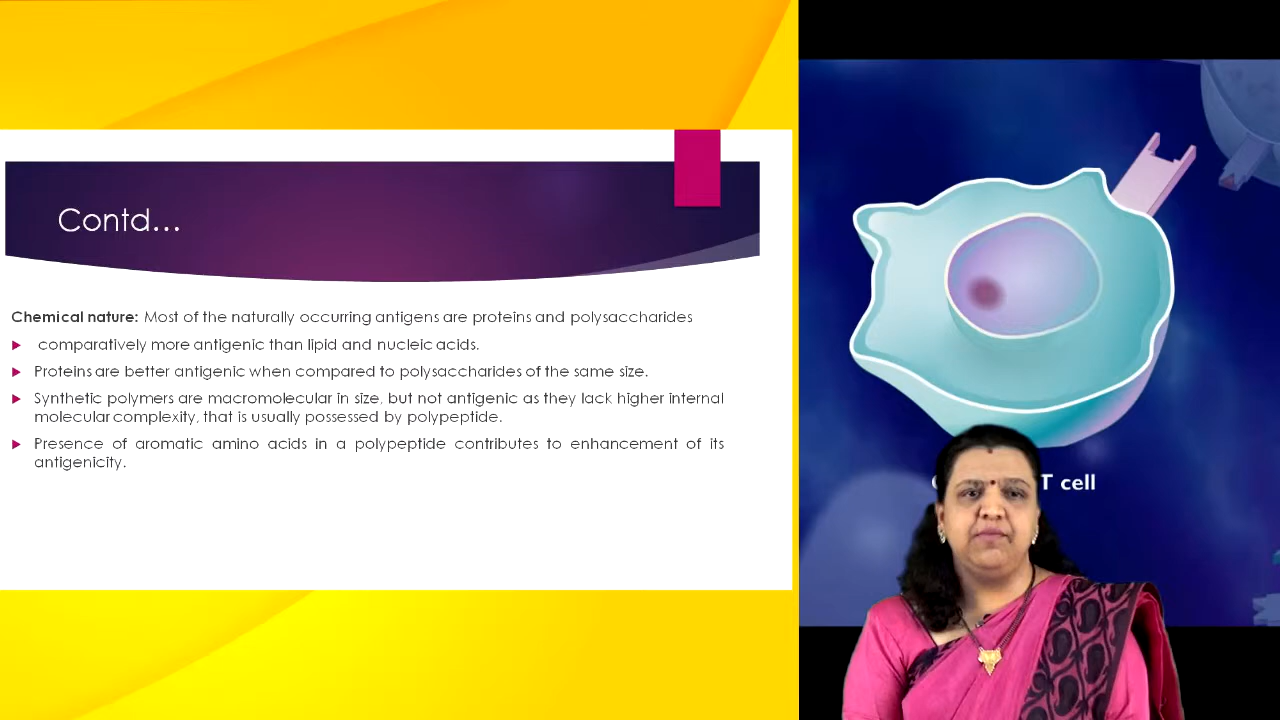 Contd...
Chemical nature: Most of the naturally occurring antigens are proteins and polysaccharides
comparatively more antigenic than lipid and nucleic acids.
Proteins are better antigenic when compared to polysaccharides of the same size.
Synthetic polymers are macromolecular in size, but not antigenic as they lack higher internal
molecular complexity, that is usually possessed by polypeptide.
Presence of aromatic amino acids in a polypeptide contributes to enhancement of its
antigenicity.
T cell